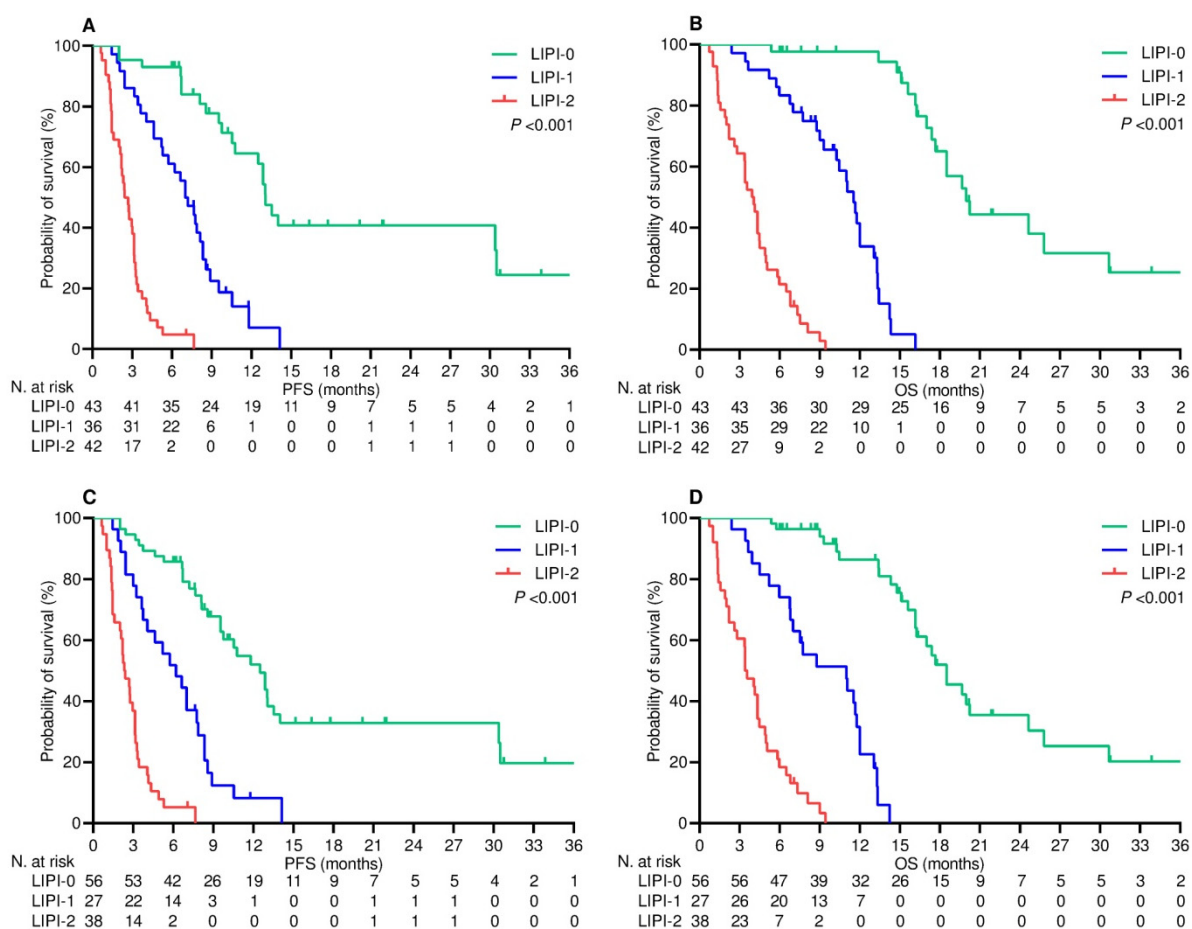 A
Probability of survival (%)
100
80
60
40
20
0
LIPI-0
LIPI-1
LIPI-2
P <0.001
0 3 6 9 12 15 18 21 24 27 30 33 36
N. at risk PFS (months)
LIPI-0 43 41 35 24 19 11 9 7 5 5 4 2 1
LIPI-1 36 31 22 6 1 0 0 1 1 1 0 0 0
LIPI-2 42 17 2 0 0 0 0 1 1 1 0 0 0
B
Probability of survival (%)
100
80
60
40
20
0
LIPI-0
LIPI-1
LIPI-2
P <0.001
0 3 6 9 12 15 18 21 24 27 30 33 36
N. at risk OS (months)
LIPI-0 43 43 36 30 29 25 16 9 7 5 5 3 2
LIPI-1 36 35 29 22 10 1 0 0 0 0 0 0 0
LIPI-2 42 27 9 2 0 0 0 0 0 0 0 0 0
C
Probability of survival (%)
100
80
60
40
20
0
LIPI-0
LIPI-1
LIPI-2
P <0.001
0 3 6 9 12 15 18 21 24 27 30 33 36
N. at risk PFS (months)
LIPI-0 56 53 42 26 19 11 9 7 5 5 4 2 1
LIPI-1 27 22 14 3 1 0 0 1 1 1 0 0 0
LIPI-2 38 14 2 0 0 0 0 1 1 1 0 0 0
D
Probability of survival (%)
100
80
60
40
20
0
LIPI-0
LIPI-1
LIPI-2
P <0.001
0 3 6 9 12 15 18 21 24 27 30 33 36
N. at risk OS (months)
LIPI-0 56 56 47 39 32 26 15 9 7 5 5 3 2
LIPI-1 27 26 20 13 7 0 0 0 0 0 0 0 0
LIPI-2 38 23 7 2 0 0 0 0 0 0 0 0 0